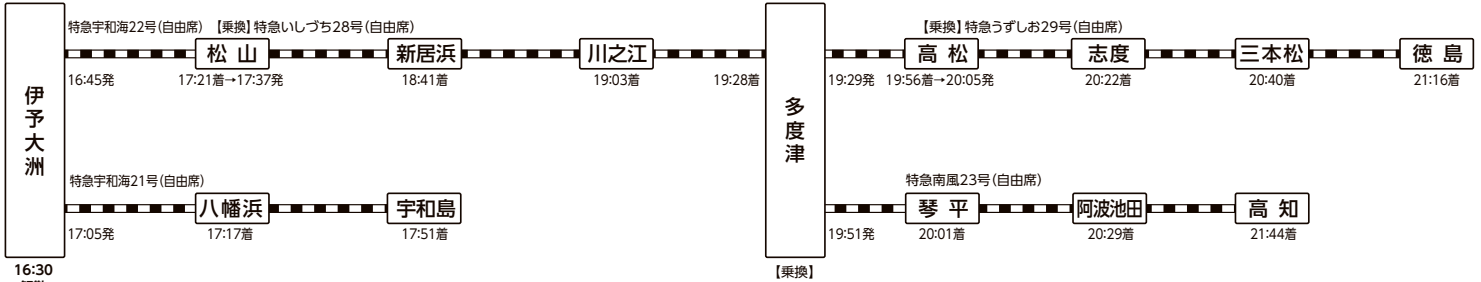 特急宇和海22号(自由席) 【乗換】特急いしづち28号(自由席)
【乗換】特急うずしお29号(自由席)
松山
新居浜
川之江
高松
志度
三本松
徳島
16:45発
17:21着→17:37発
18:41着
19:03着
19:28着
19:29発
19:56着→20:05発
20:22着
20:40着
21:16着
伊予大洲
多度津
特急宇和海21号(自由席)
特急南風23号(自由席)
八幡浜
宇和島
琴平
阿波池田
高知
17:05発
17:17着
17:51着
19:51発
20:01着
20:29着
21:44着
16:30
【乗換】